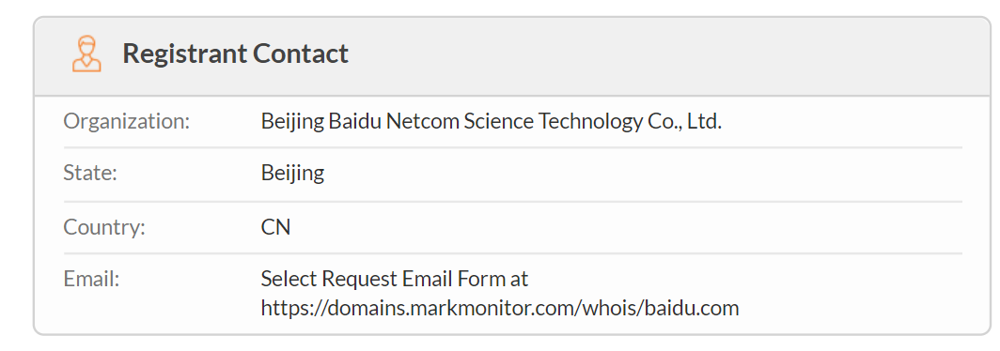 Registrant Contact
Organization: Beijing Baidu Netcom Science Technology Co., Ltd.
State: Beijing
Country: CN
Email: Select Request Email Form at
https://domains.markmonitor.com/whois/baidu.com